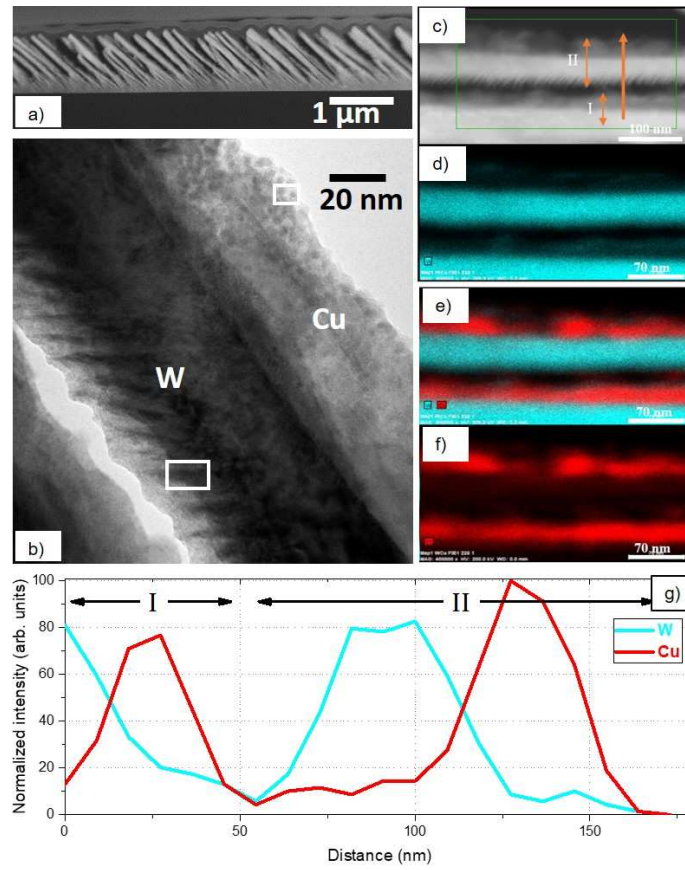 a)
1 µm
c)
II
I
100 nm
20 nm
Cu
W
b)
d)
70 nm
e)
70 nm
f)
70 nm
g)
I
II
W
Cu
100
80
60
40
20
0
Normalized intensity (arb. units)
0
50
100
150
Distance (nm)